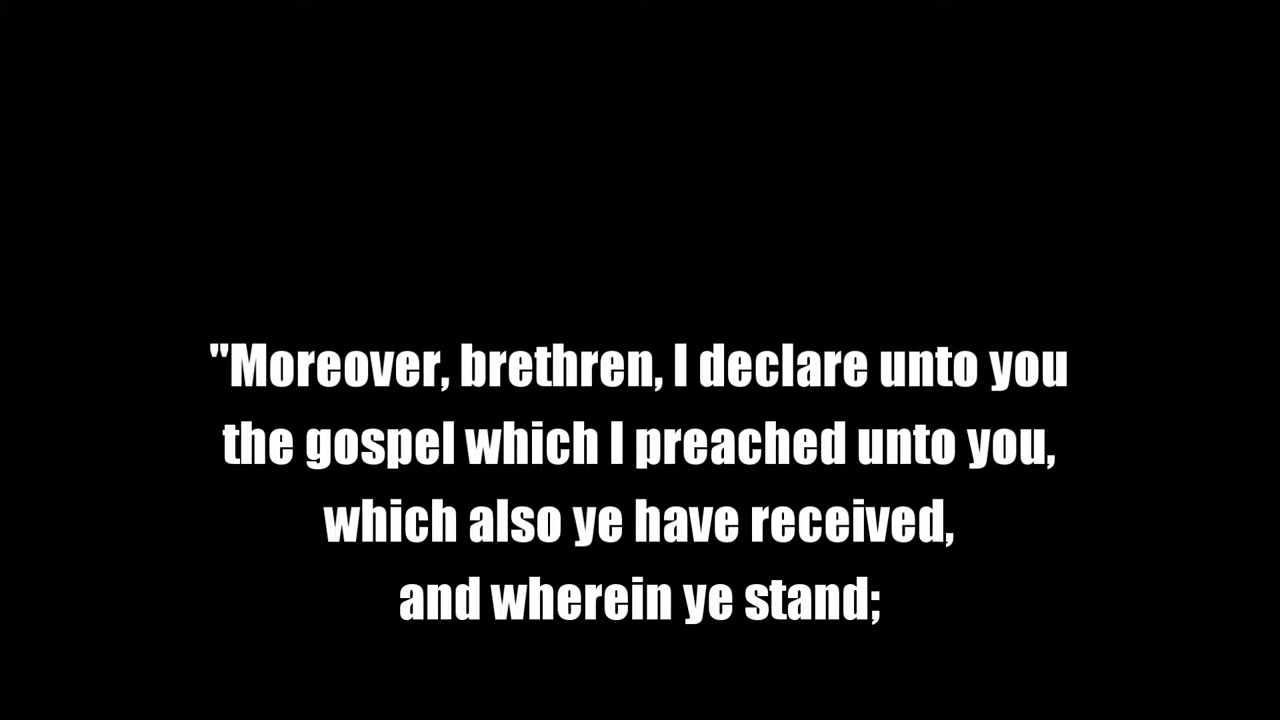 "Moreover, brethren, I declare unto you
the gospel which I preached unto you,
which also ye have received,
and wherein ye stand;